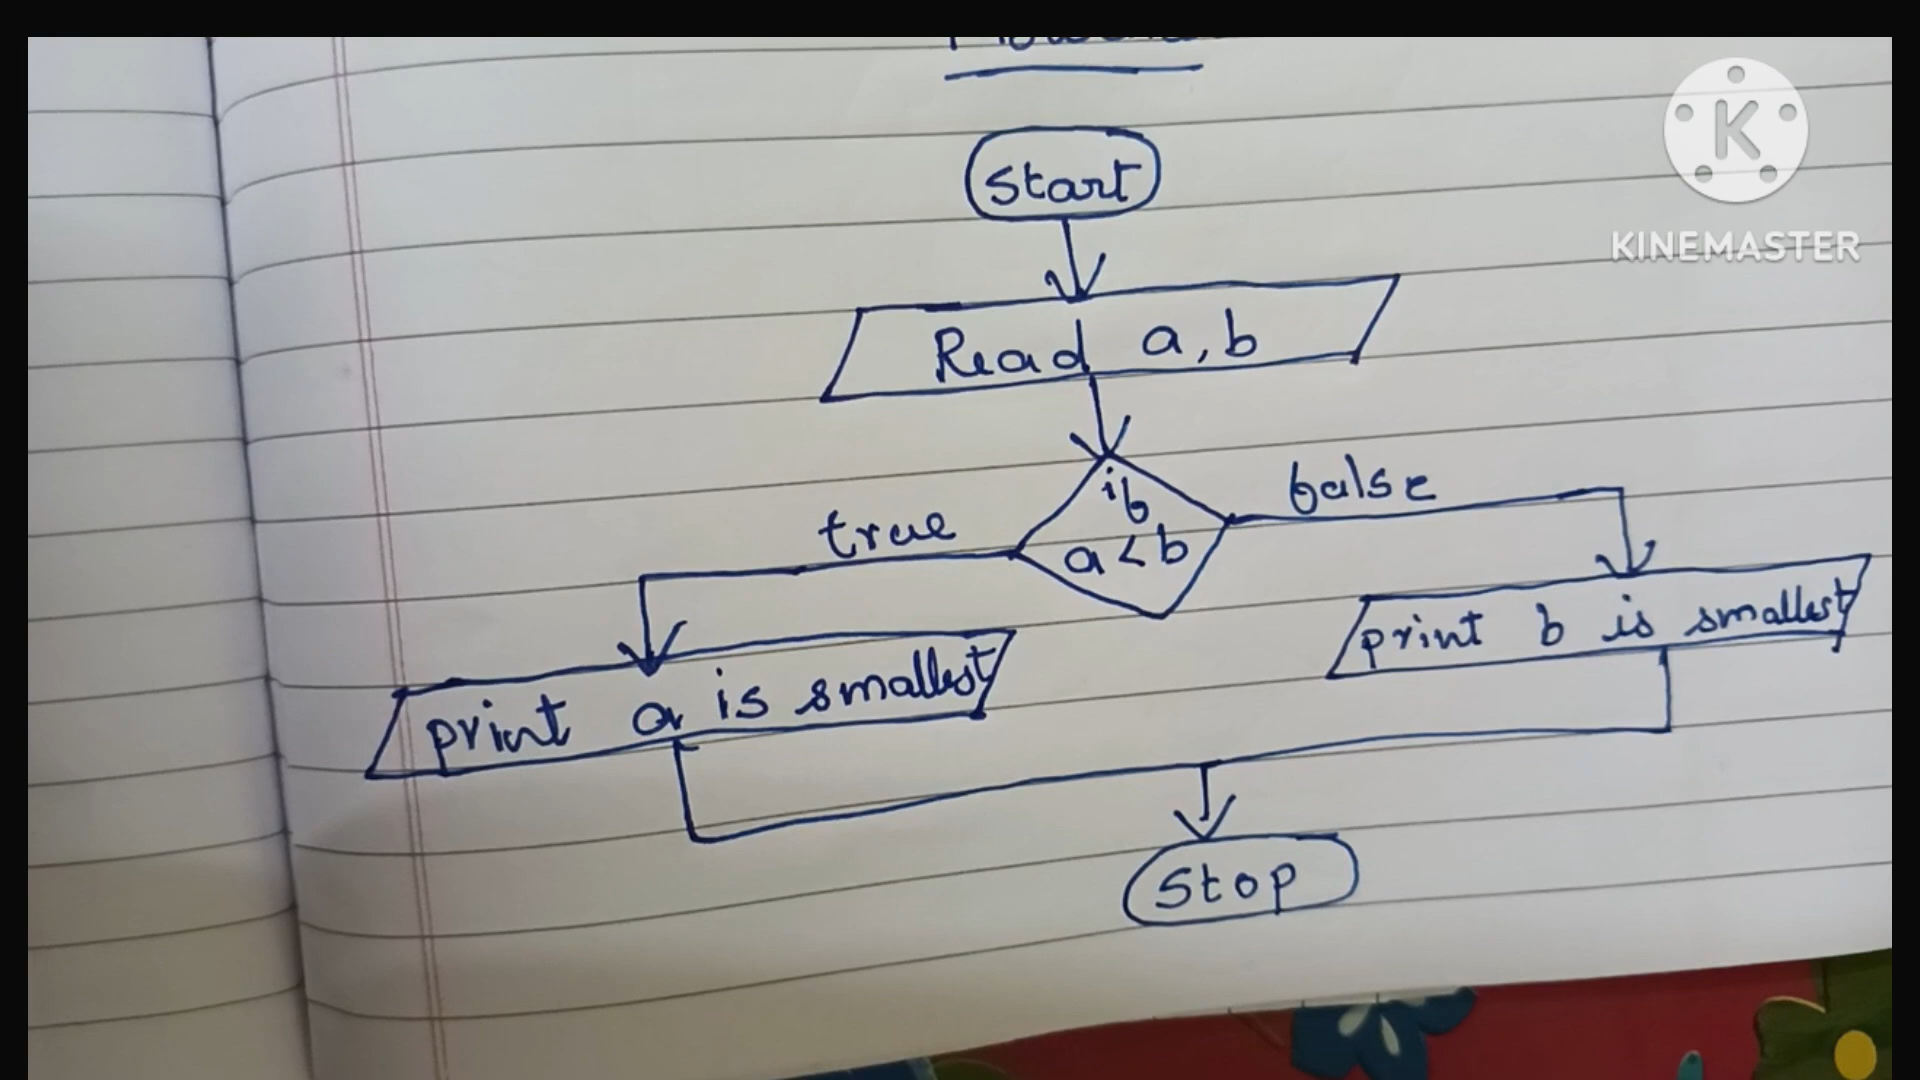 Start
K
KINEMASTER
Read a, b
if
a < b
true
false
print a is smallest
print b is smallest
Stop